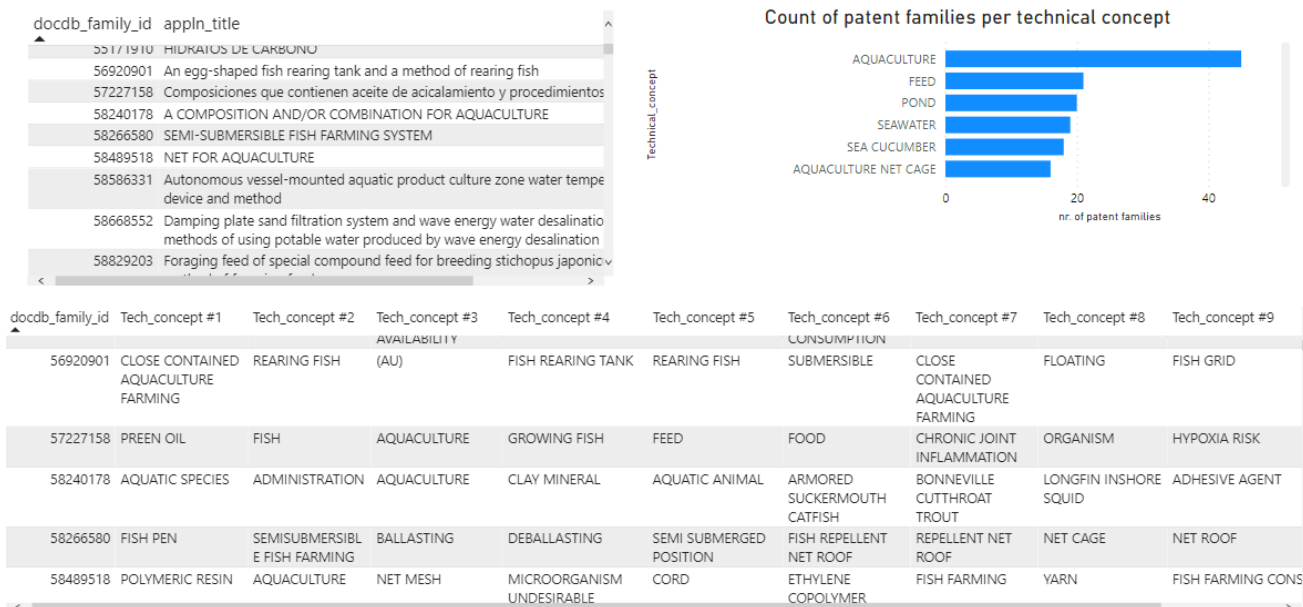 docdb_family_id appln_title
55171910 HIDRATOS DE CARBONO
56920901 An egg-shaped fish rearing tank and a method of rearing fish
57227158 Composiciones que contienen aceite de acicalamiento y procedimientos
58240178 A COMPOSITION AND/OR COMBINATION FOR AQUACULTURE
58266580 SEMI-SUBMERSIBLE FISH FARMING SYSTEM
58489518 NET FOR AQUACULTURE
58586331 Autonomous vessel-mounted aquatic product culture zone water tempe
device and method
58668552 Damping plate sand filtration system and wave energy water desalinatio
methods of using potable water produced by wave energy desalination
58829203 Foraging feed of special compound feed for breeding stichopus japonic
Count of patent families per technical concept
Technical_concept
AQUACULTURE
FEED
POND
SEAWATER
SEA CUCUMBER
AQUACULTURE NET CAGE
0 20 40
nr. of patent families
docdb_family_id Tech_concept #1 Tech_concept #2 Tech_concept #3 Tech_concept #4 Tech_concept #5 Tech_concept #6 Tech_concept #7 Tech_concept #8 Tech_concept #9
AVAILABILITY CONSUMPTION
56920901 CLOSE CONTAINED REARING FISH (AU) FISH REARING TANK REARING FISH SUBMERSIBLE CLOSE FLOATING FISH GRID
AQUACULTURE CONTAINED
FARMING AQUACULTURE
FARMING
57227158 PREEN OIL FISH AQUACULTURE GROWING FISH FEED FOOD CHRONIC JOINT ORGANISM HYPOXIA RISK
INFLAMMATION
58240178 AQUATIC SPECIES ADMINISTRATION AQUACULTURE CLAY MINERAL AQUATIC ANIMAL ARMORED BONNEVILLE LONGFIN INSHORE ADHESIVE AGENT
SUCKERMOUTH CUTTHROAT SQUID
CATFISH TROUT
58266580 FISH PEN SEMISUBMERSIBL BALLASTING DEBALLASTING SEMI SUBMERGED FISH REPELLENT REPELLENT NET NET CAGE NET ROOF
E FISH FARMING POSITION NET ROOF ROOF
58489518 POLYMERIC RESIN AQUACULTURE NET MESH MICROORGANISM CORD ETHYLENE FISH FARMING YARN FISH FARMING CONS
UNDESIRABLE COPOLYMER